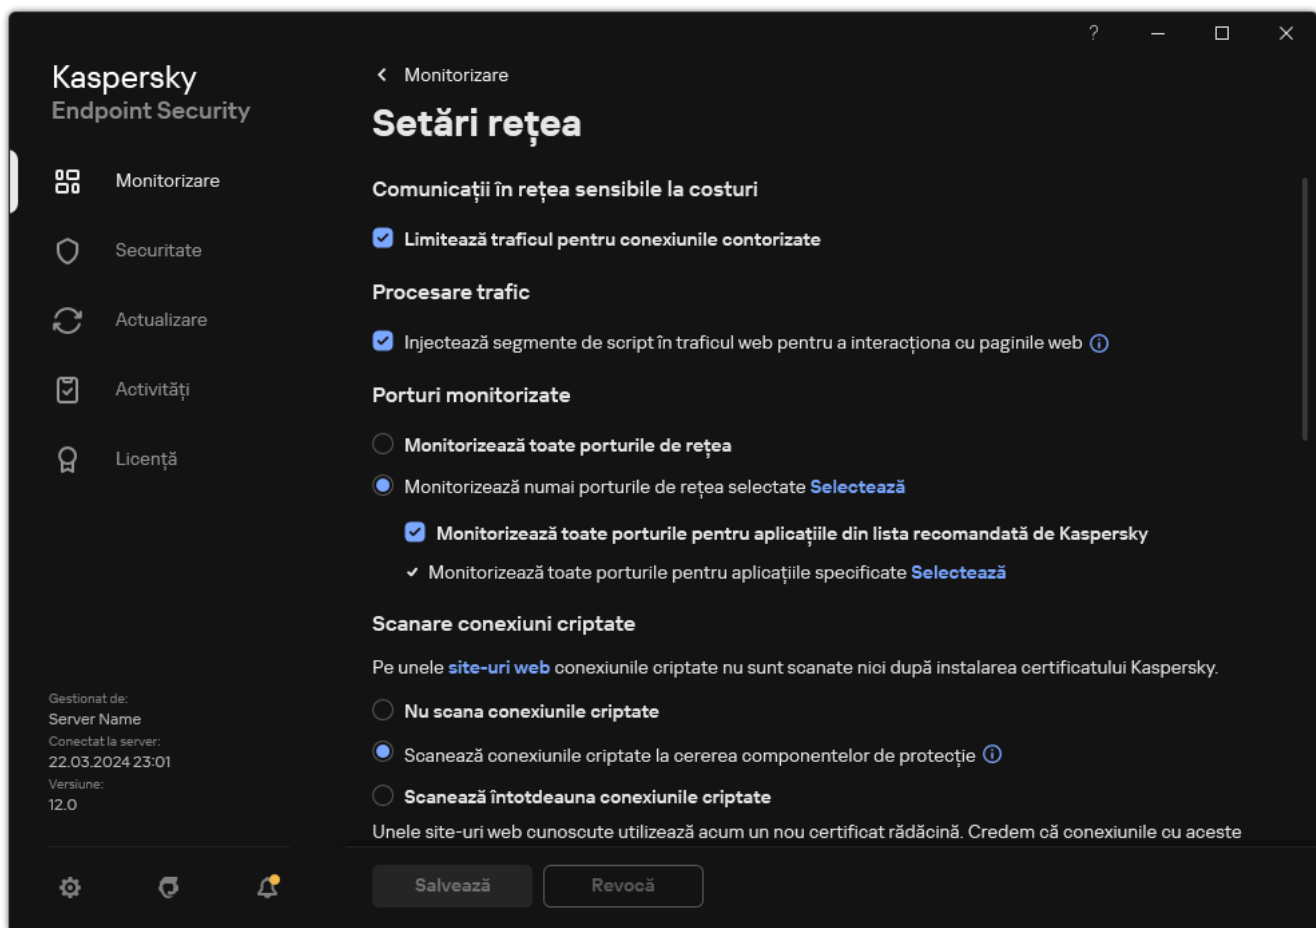 ?
Kaspersky
Endpoint Security
Monitorizare
Securitate
Actualizare
Activități
Licență
Gestionat de:
Server Name
Conectat la server:
22.03.2024 23:01
Versiune:
12.0
Monitorizare
Setări rețea
Comunicații în rețea sensibile la costuri
Limitează traficul pentru conexiunile contorizate
Procesare trafic
Injectează segmente de script în traficul web pentru a interacționa cu paginile web
Porturi monitorizate
Monitorizează toate porturile de rețea
Monitorizează numai porturile de rețea selectate Selectează
Monitorizează toate porturile pentru aplicațiile din lista recomandată de Kaspersky
Monitorizează toate porturile pentru aplicațiile specificate Selectează
Scanare conexiuni criptate
Pe unele site-uri web conexiunile criptate nu sunt scanate nici după instalarea certificatului Kaspersky.
Nu scana conexiunile criptate
Scanează conexiunile criptate la cererea componentelor de protecție
Scanează întotdeauna conexiunile criptate
Unele site-uri web cunoscute utilizează acum un nou certificat rădăcină. Credem că conexiunile cu aceste
Salvează
Revocă